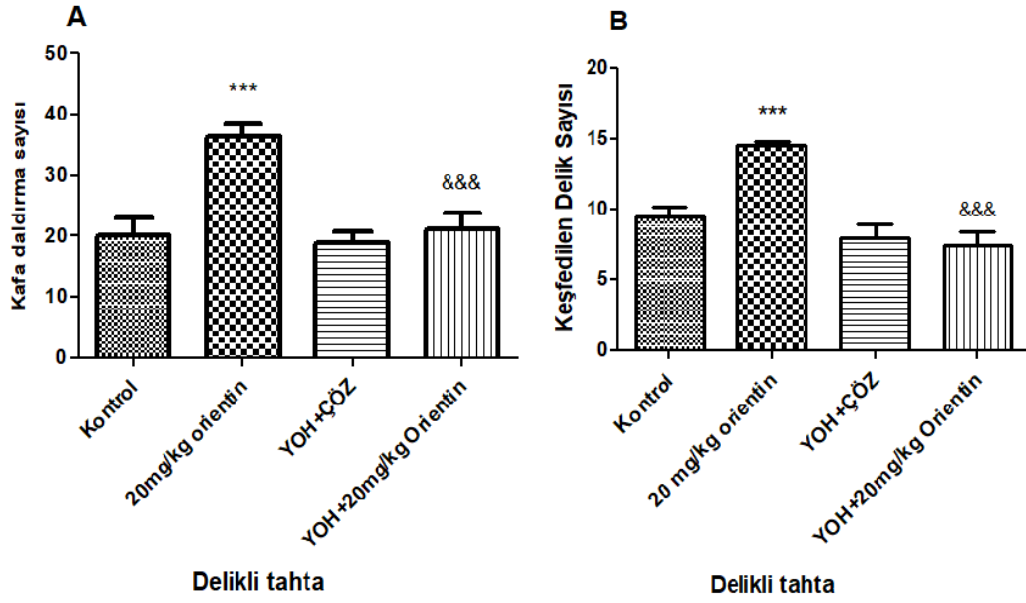 A
Kafa daldırma sayısı
50
40
30
20
10
0
***
&&&
Kontrol
20mg/kg orientin
YOH+ÇÖZ
YOH+20mg/kg Orientin
Delikli tahta
B
Keşfedilen Delik Sayısı
20
15
10
5
0
***
&&&
Kontrol
20 mg/kg orientin
YOH+ÇÖZ
YOH+20mg/kg Orientin
Delikli tahta